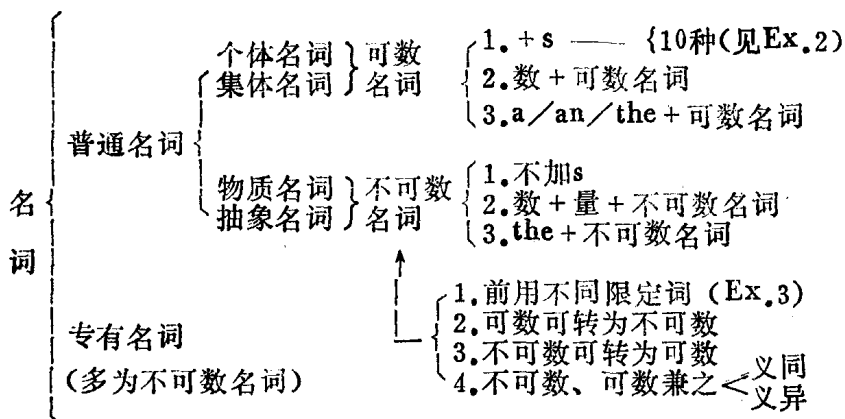 名词
普通名词
个体名词
集体名词
可数
名词
1.+s —— {10种(见Ex.2)
2.数+可数名词
3.a/an/the+可数名词
物质名词
抽象名词
不可数
名词
1.不加s
2.数+量+不可数名词
3.the+不可数名词
专有名词
(多为不可数名词)
1.前用不同限定词(Ex.3)
2.可数可转为不可数
3.不可数可转为可数
4.不可数、可数兼之<
义同
义异